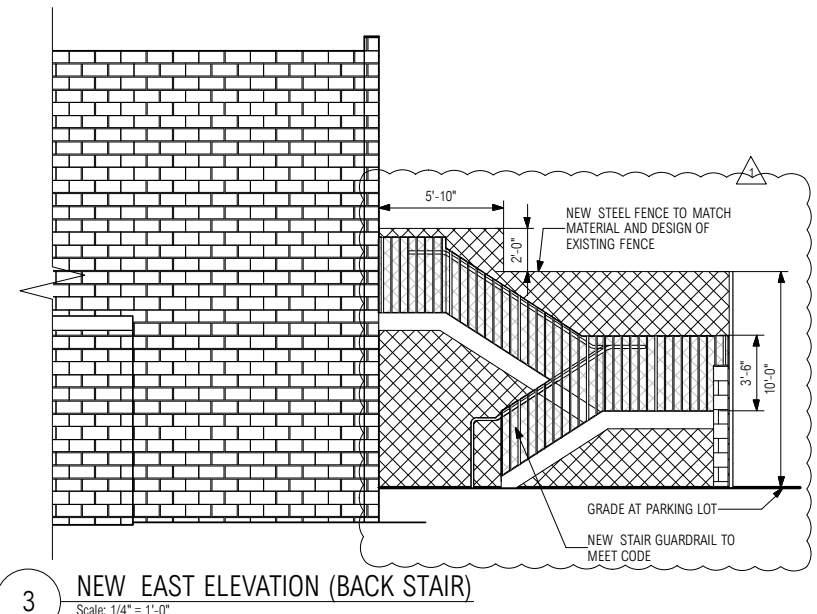 1
5'-10"
2'-0"
NEW STEEL FENCE TO MATCH
MATERIAL AND DESIGN OF
EXISTING FENCE
3'-6"
10'-0"
GRADE AT PARKING LOT
NEW STAIR GUARDRAIL TO
MEET CODE
3
NEW EAST ELEVATION (BACK STAIR)
Scale: 1/4" = 1'-0"